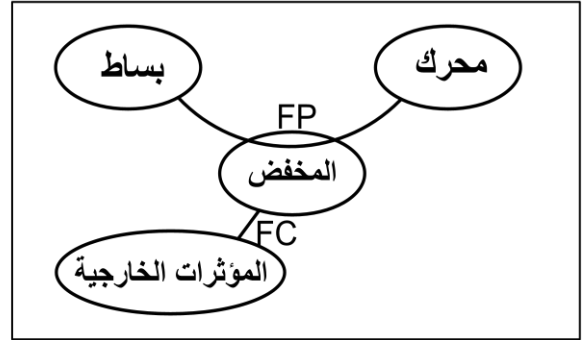 محرك
بساط
FP
المخفض
FC
المؤثرات الخارجية